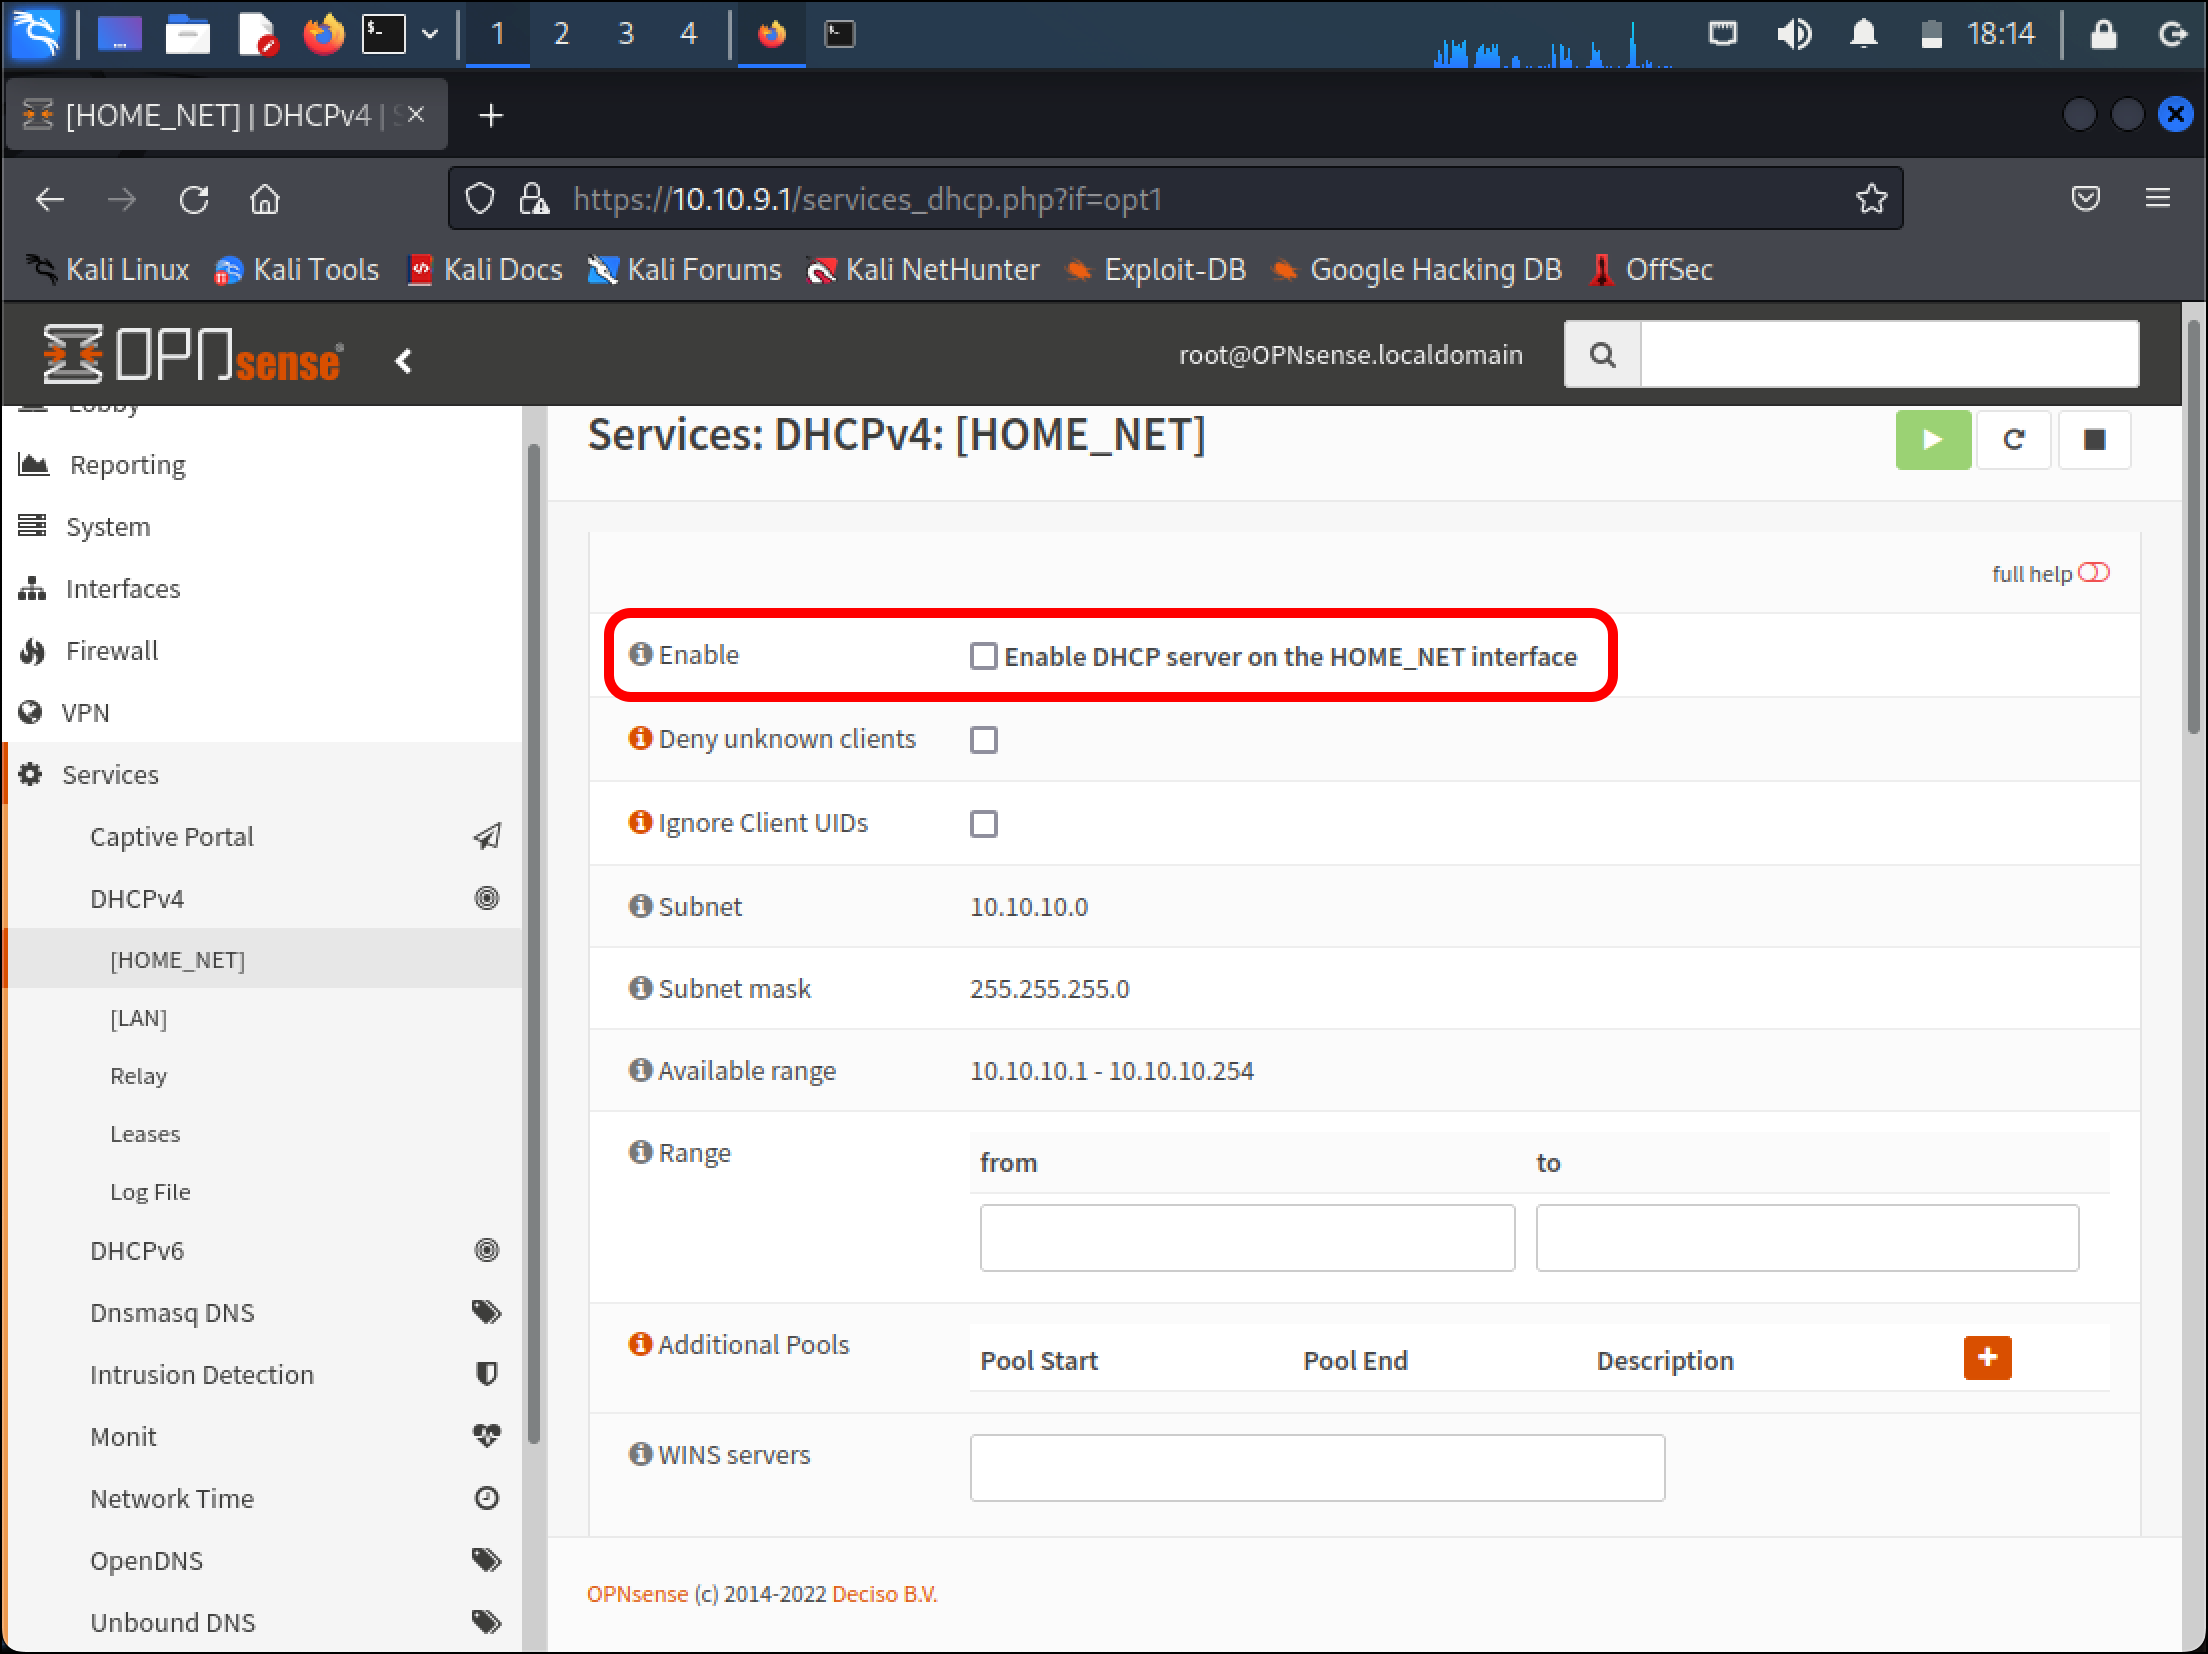 1 2 3 4 18:14
[HOME_NET] | DHCPv4 |
https://10.10.9.1/services_dhcp.php?if=opt1
Kali Linux Kali Tools Kali Docs Kali Forums Kali NetHunter Exploit-DB Google Hacking DB OffSec
OPNsense root@OPNsense.localdomain
Lobby
Reporting
System
Interfaces
Firewall
VPN
Services
Captive Portal
DHCPv4
[HOME_NET]
[LAN]
Relay
Leases
Log File
DHCPv6
Dnsmasq DNS
Intrusion Detection
Monit
Network Time
OpenDNS
Unbound DNS
Services: DHCPv4: [HOME_NET]
full help
Enable Enable DHCP server on the HOME_NET interface
Deny unknown clients
Ignore Client UIDs
Subnet 10.10.10.0
Subnet mask 255.255.255.0
Available range 10.10.10.1 - 10.10.10.254
Range from to
Additional Pools Pool Start Pool End Description
WINS servers
OPNsense (c) 2014-2022 Deciso B.V.